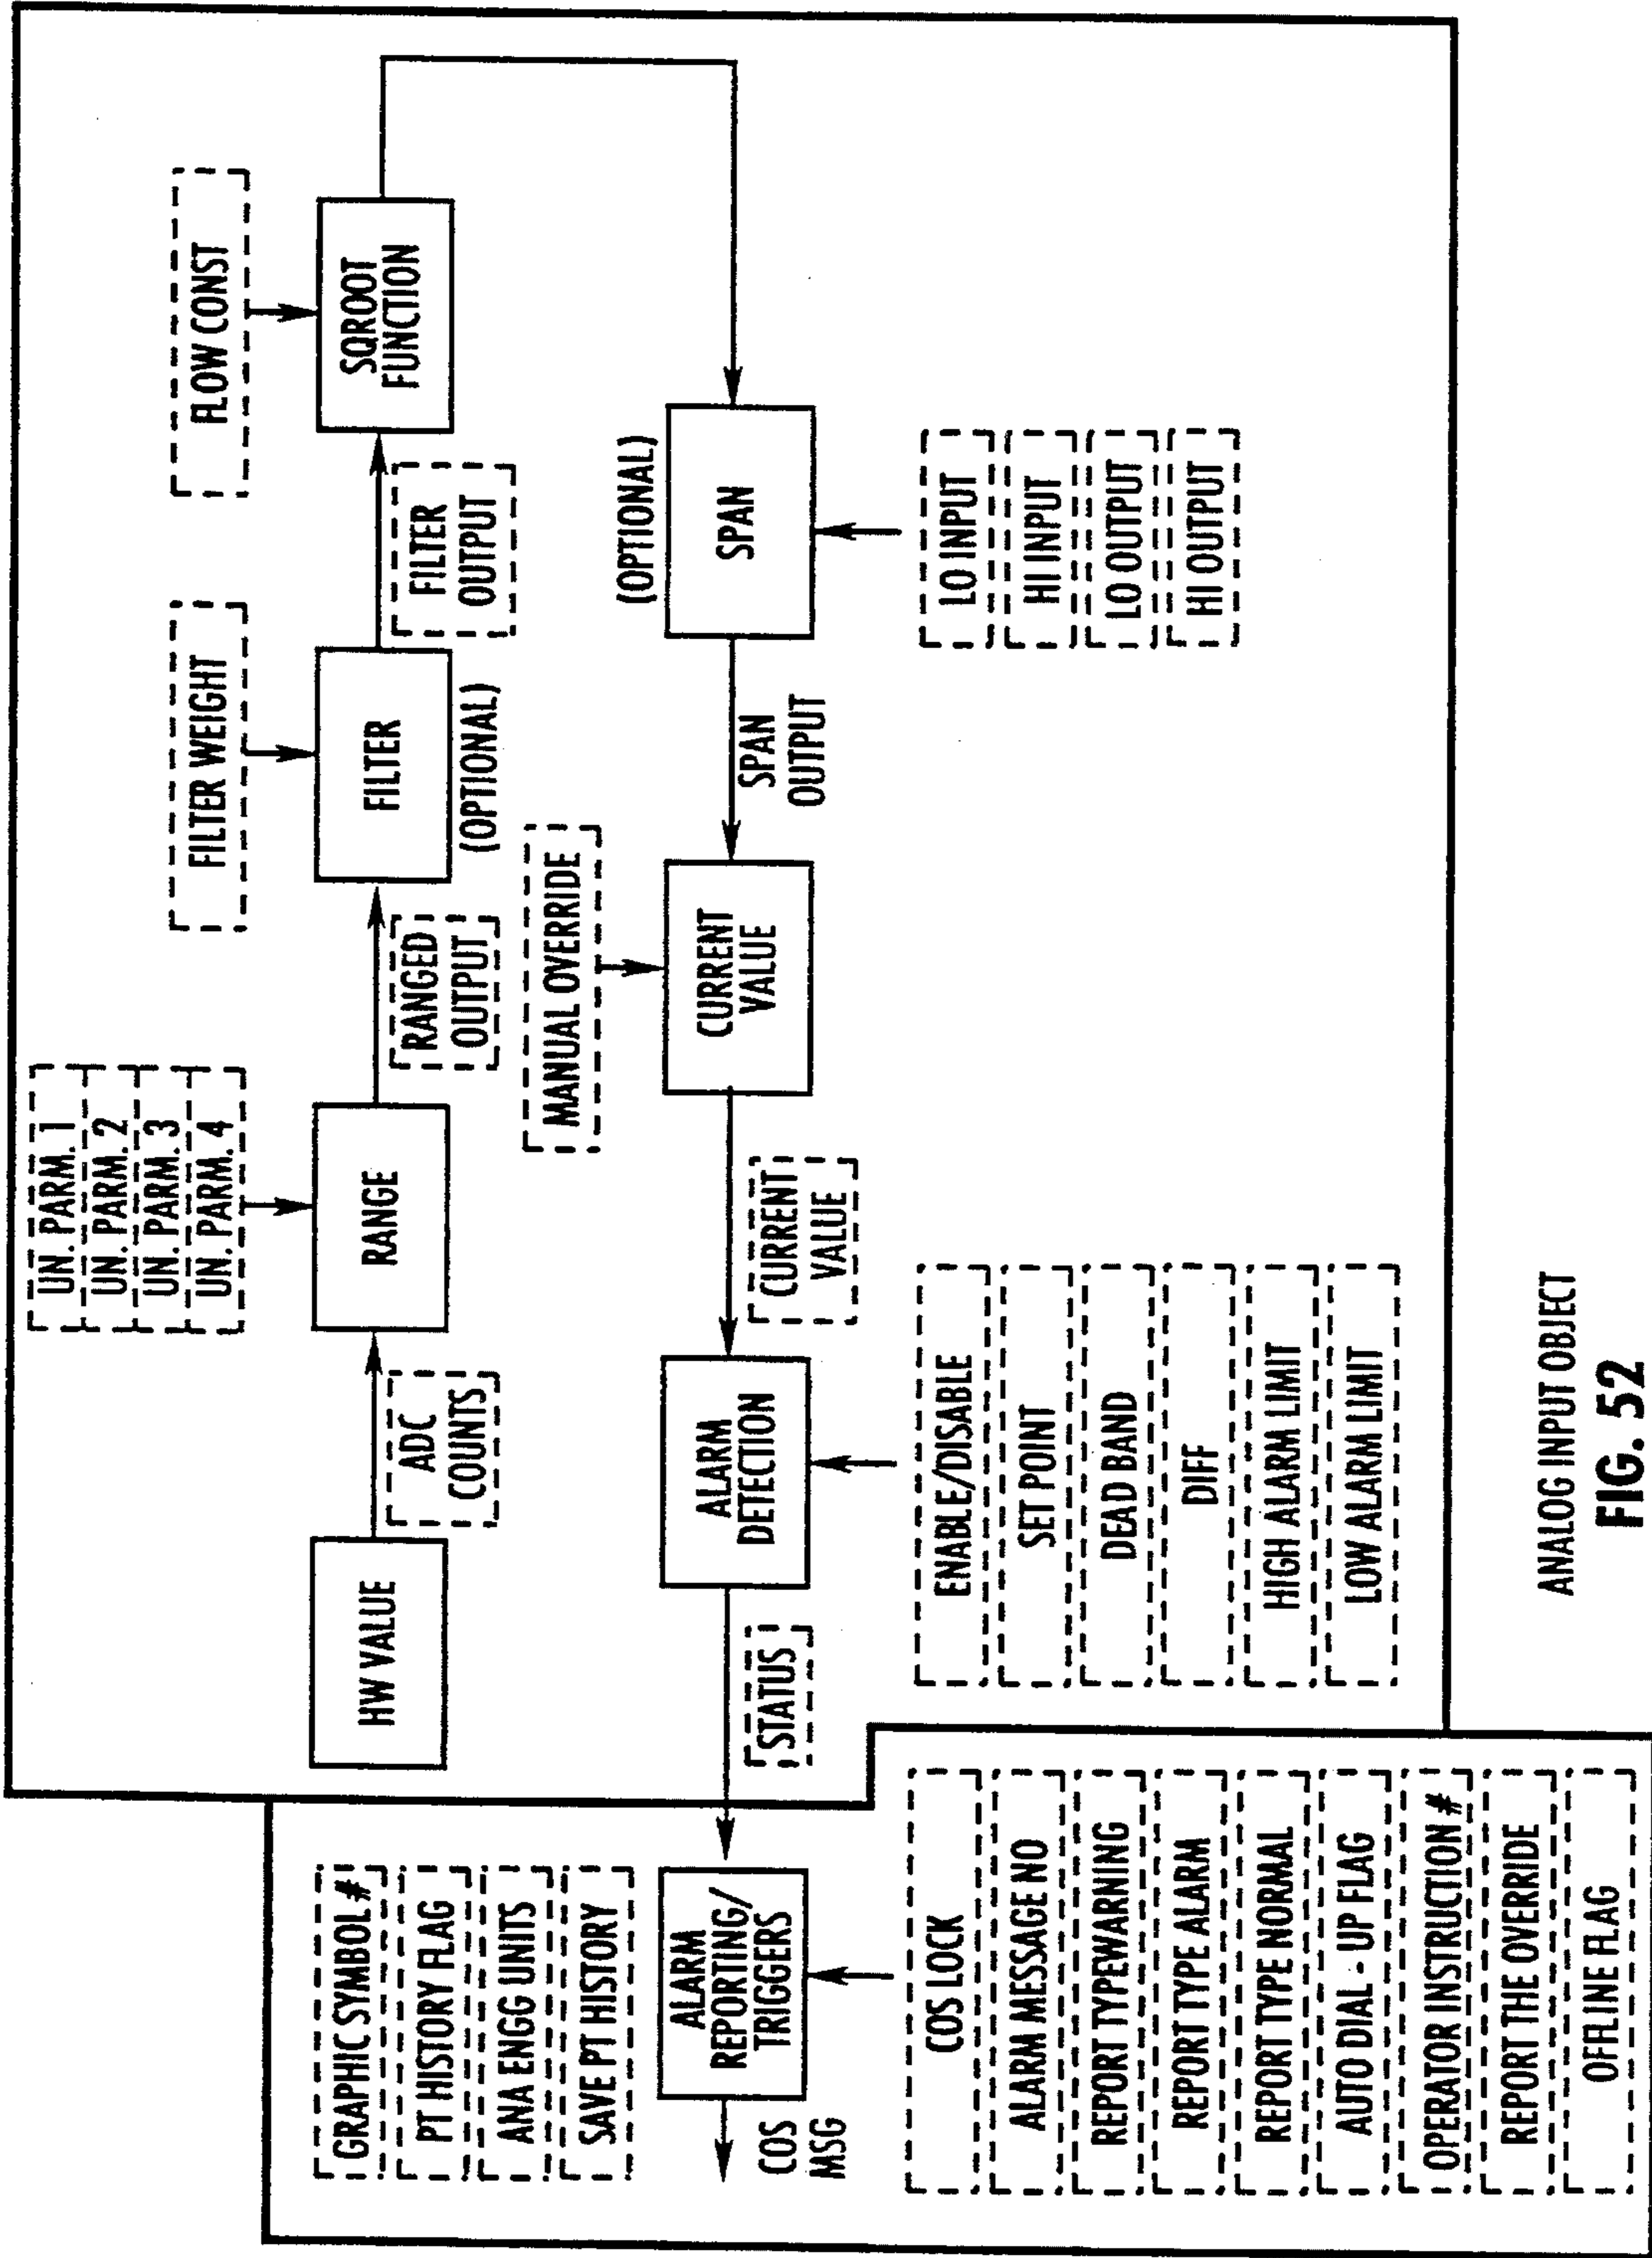 UN. PARM. 1
UN. PARM. 2
UN. PARM. 3
UN. PARM. 4
FILTER WEIGHT
FLOW CONST
HW VALUE
ADC
COUNTS
RANGE
RANGED
OUTPUT
FILTER
(OPTIONAL)
FILTER
OUTPUT
SQROOT
FUNCTION
GRAPHIC SYMBOL #
PT HISTORY FLAG
ANA ENGG UNITS
SAVE PT HISTORY
MANUAL OVERRIDE
(OPTIONAL)
COS
MSG
ALARM
REPORTING/
TRIGGERS
STATUS
ALARM
DETECTION
CURRENT
VALUE
CURRENT
VALUE
SPAN
OUTPUT
SPAN
COS LOCK
ALARM MESSAGE NO
REPORT TYPEWARNING
REPORT TYPE ALARM
REPORT TYPE NORMAL
AUTO DIAL - UP FLAG
OPERATOR INSTRUCTION #
REPORT THE OVERRIDE
OFFLINE FLAG
ENABLE/DISABLE
SET POINT
DEAD BAND
DIFF
HIGH ALARM LIMIT
LOW ALARM LIMIT
LO INPUT
HI INPUT
LO OUTPUT
HI OUTPUT
ANALOG INPUT OBJECT
FIG. 52